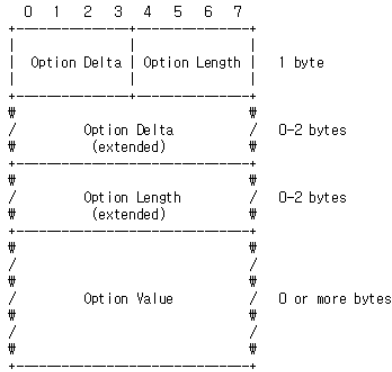 0 1 2 3 4 5 6 7
+---------------+---------------+
| | |
| Option Delta | Option Length | 1 byte
| | |
+---------------+---------------+
₩ ₩
/ Option Delta / 0-2 bytes
₩ (extended) ₩
+-------------------------------+
₩ ₩
/ Option Length / 0-2 bytes
₩ (extended) ₩
+-------------------------------+
₩ ₩
/ /
₩ ₩
/ Option Value / 0 or more bytes
₩ ₩
/ /
₩ ₩
+-------------------------------+